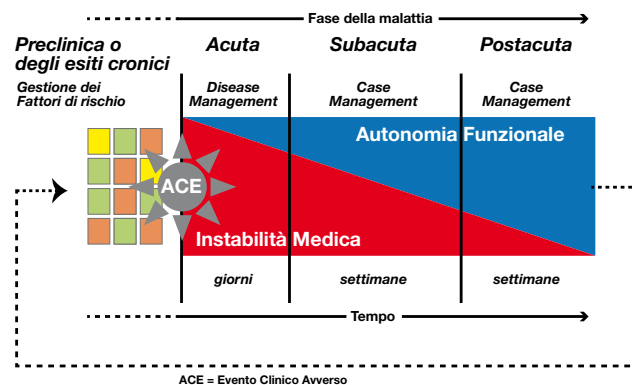 Fase della malattia
Preclinica o
degli esiti cronici
Acuta
Subacuta
Postacuta
Gestione dei
Fattori di rischio
Disease
Management
Case
Management
Case
Management
Autonomia Funzionale
ACE
Instabilità Medica
giorni
settimane
settimane
Tempo
ACE = Evento Clinico Avverso